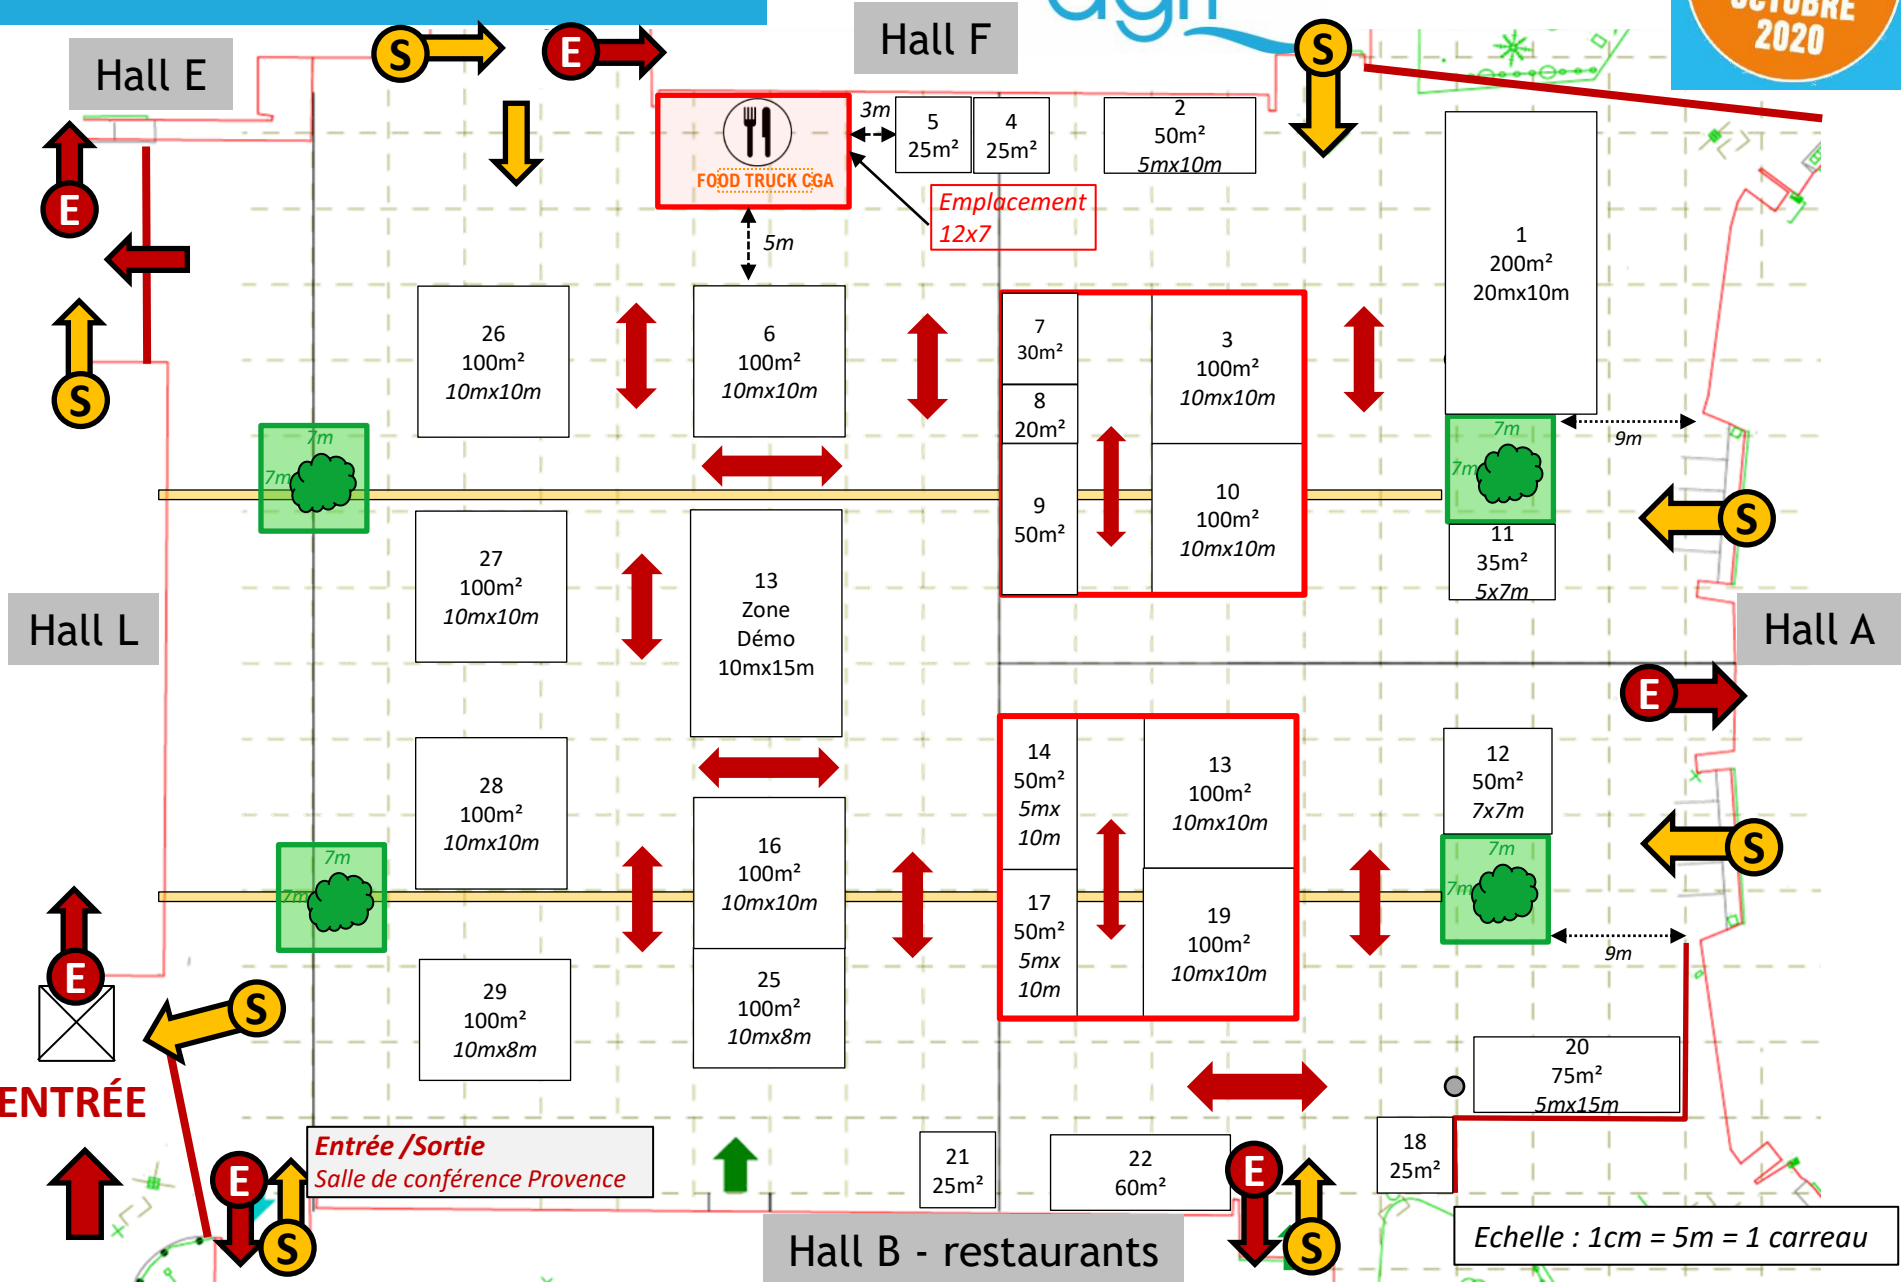 OCTOBRE
2020
Hall E
S
E
Hall F
agri
S
FOOD TRUCK CGA
3m
5
25m²
4
25m²
2
50m²
5mx10m
Emplacement
12x7
5m
1
200m²
20mx10m
E
S
26
100m²
10mx10m
6
100m²
10mx10m
7
30m²
8
20m²
9
50m²
3
100m²
10mx10m
10
100m²
10mx10m
7m
7m
7m
7m
9m
11
35m²
5x7m
S
Hall L
27
100m²
10mx10m
13
Zone
Démo
10mx15m
Hall A
E
28
100m²
10mx10m
16
100m²
10mx10m
14
50m²
5mx
10m
13
100m²
10mx10m
12
50m²
7x7m
S
7m
7m
17
50m²
5mx
10m
19
100m²
10mx10m
7m
7m
9m
E
S
29
100m²
10mx8m
25
100m²
10mx8m
20
75m²
5mx15m
ENTRÉE
Entrée /Sortie
Salle de conférence Provence
E
S
21
25m²
22
60m²
E
S
18
25m²
Hall B - restaurants
Echelle : 1cm = 5m = 1 carreau